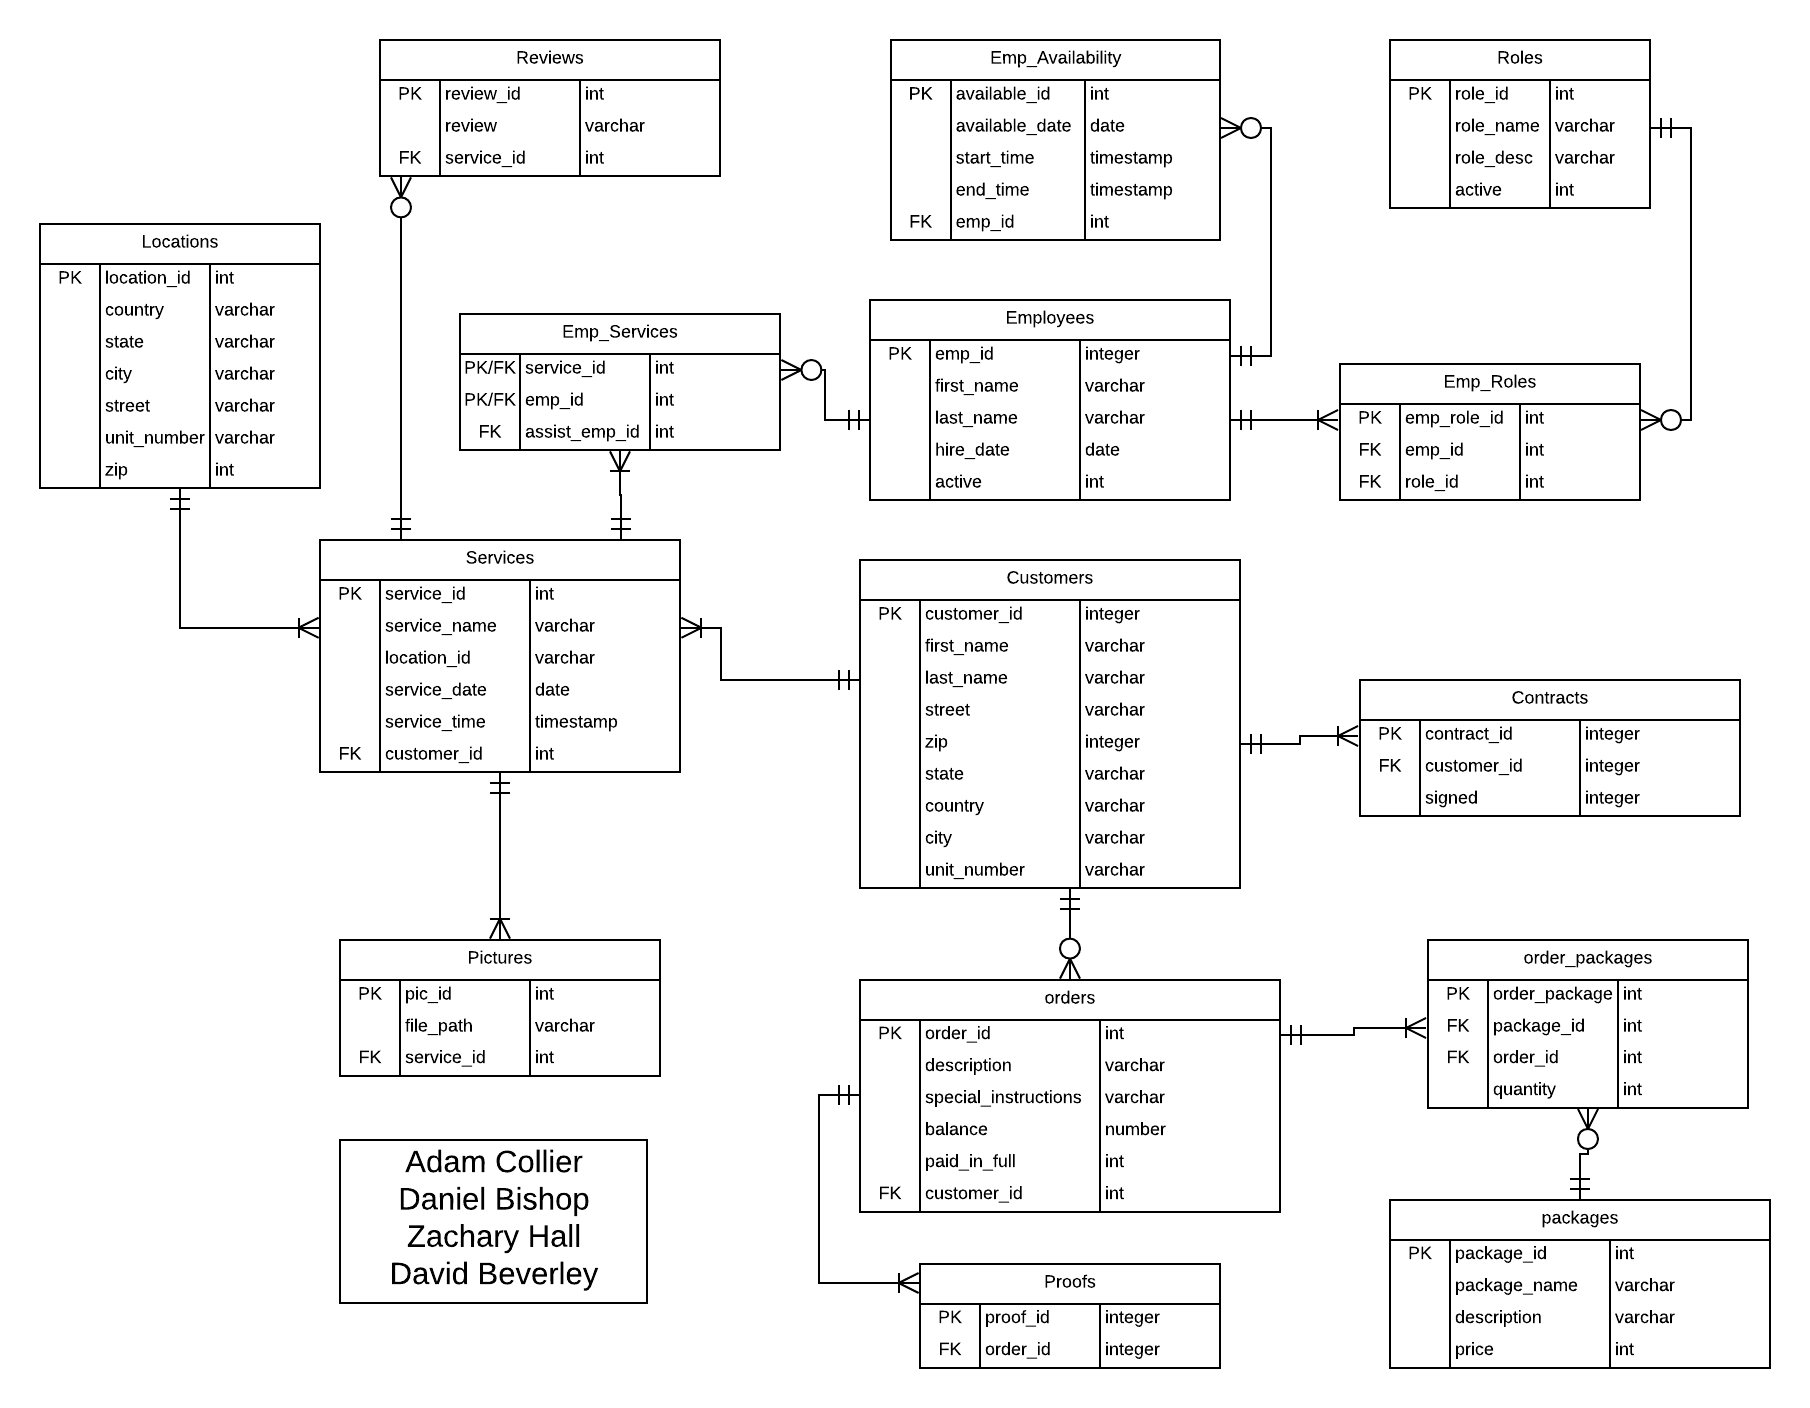 Reviews
PK review_id int
review varchar
FK service_id int
Emp_Availability
PK available_id int
available_date date
start_time timestamp
end_time timestamp
FK emp_id int
Roles
PK role_id int
role_name varchar
role_desc varchar
active int
Locations
PK location_id int
country varchar
state varchar
city varchar
street varchar
unit_number varchar
zip int
Emp_Services
PK/FK service_id int
PK/FK emp_id int
FK assist_emp_id int
Employees
PK emp_id integer
first_name varchar
last_name varchar
hire_date date
active int
Emp_Roles
PK emp_role_id int
FK emp_id int
FK role_id int
Services
PK service_id int
service_name varchar
location_id varchar
service_date date
service_time timestamp
FK customer_id int
Customers
PK customer_id integer
first_name varchar
last_name varchar
street varchar
zip integer
state varchar
country varchar
city varchar
unit_number varchar
Contracts
PK contract_id integer
FK customer_id integer
signed integer
Pictures
PK pic_id int
file_path varchar
FK service_id int
orders
PK order_id int
description varchar
special_instructions varchar
balance number
paid_in_full int
FK customer_id int
order_packages
PK order_package int
FK package_id int
FK order_id int
quantity int
Adam Collier
Daniel Bishop
Zachary Hall
David Beverley
Proofs
PK proof_id integer
FK order_id integer
packages
PK package_id int
package_name varchar
description varchar
price int